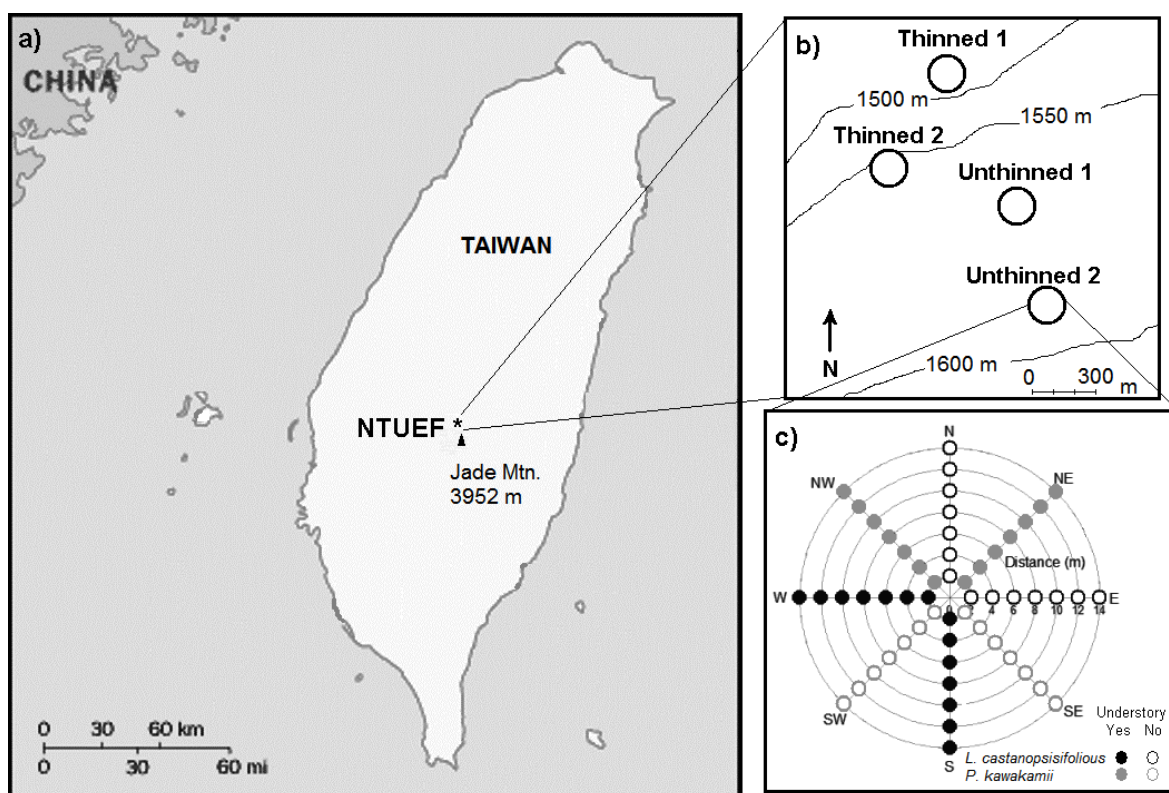 a)
CHINA
TAIWAN
NTUEF *
Jade Mtn.
3952 m
0 30 60 km
0 30 60 mi
b)
Thinned 1
1500 m
1550 m
Thinned 2
Unthinned 1
Unthinned 2
N
1600 m
0 300
m
c)
N
NW
NE
Distance (m)
W
E
0 2 4 6 8 10 12 14
SW
SE
S
Understory
Yes No
L. castanopsisifolious
P. kawakamii